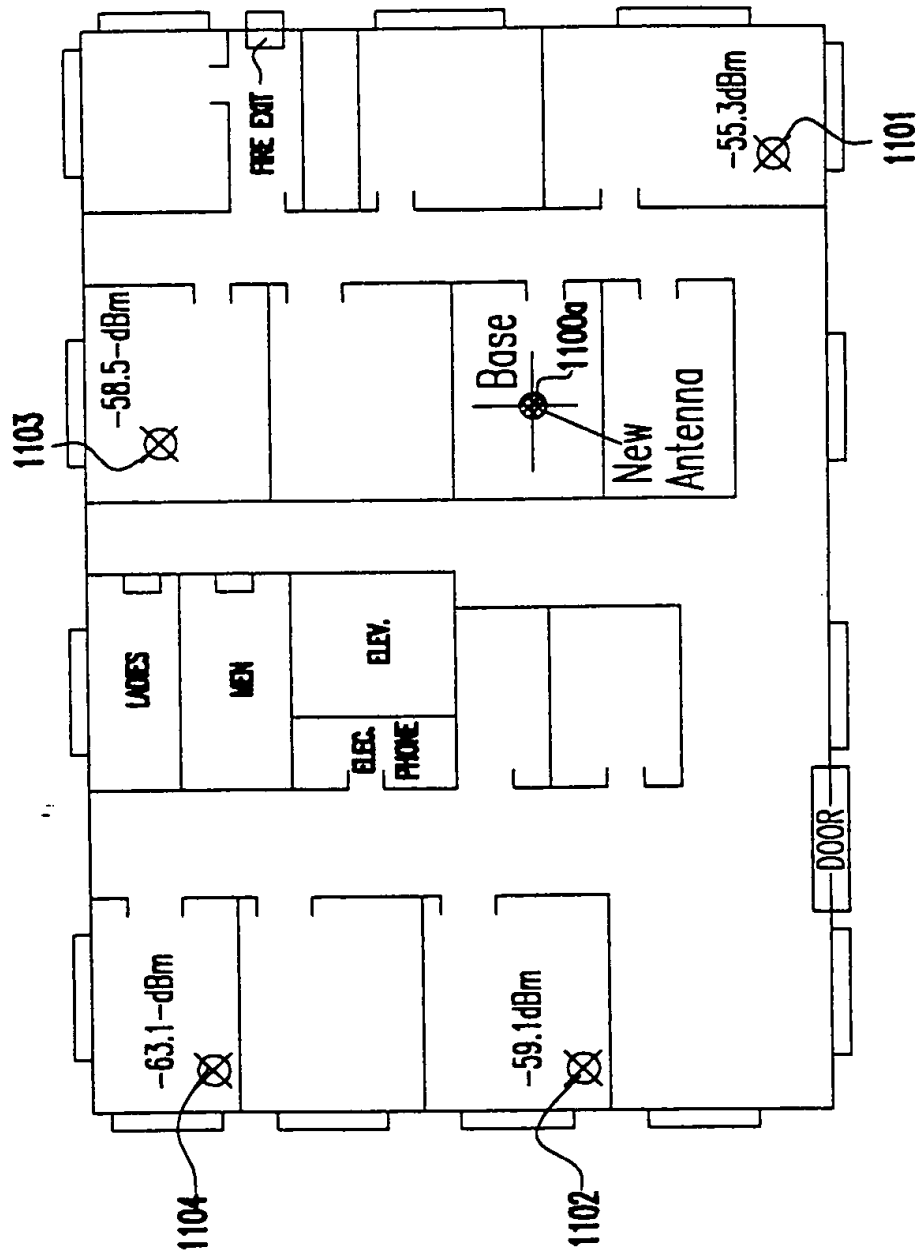 1103
-58.5-dBm
LADIES
-63.1-dBm
1104
MEN
FIRE EXIT
ELEC.
PHONE
ELEV.
Base
1100a
-59.1dBm
1102
New
Antenna
-55.3dBm
DOOR
1101